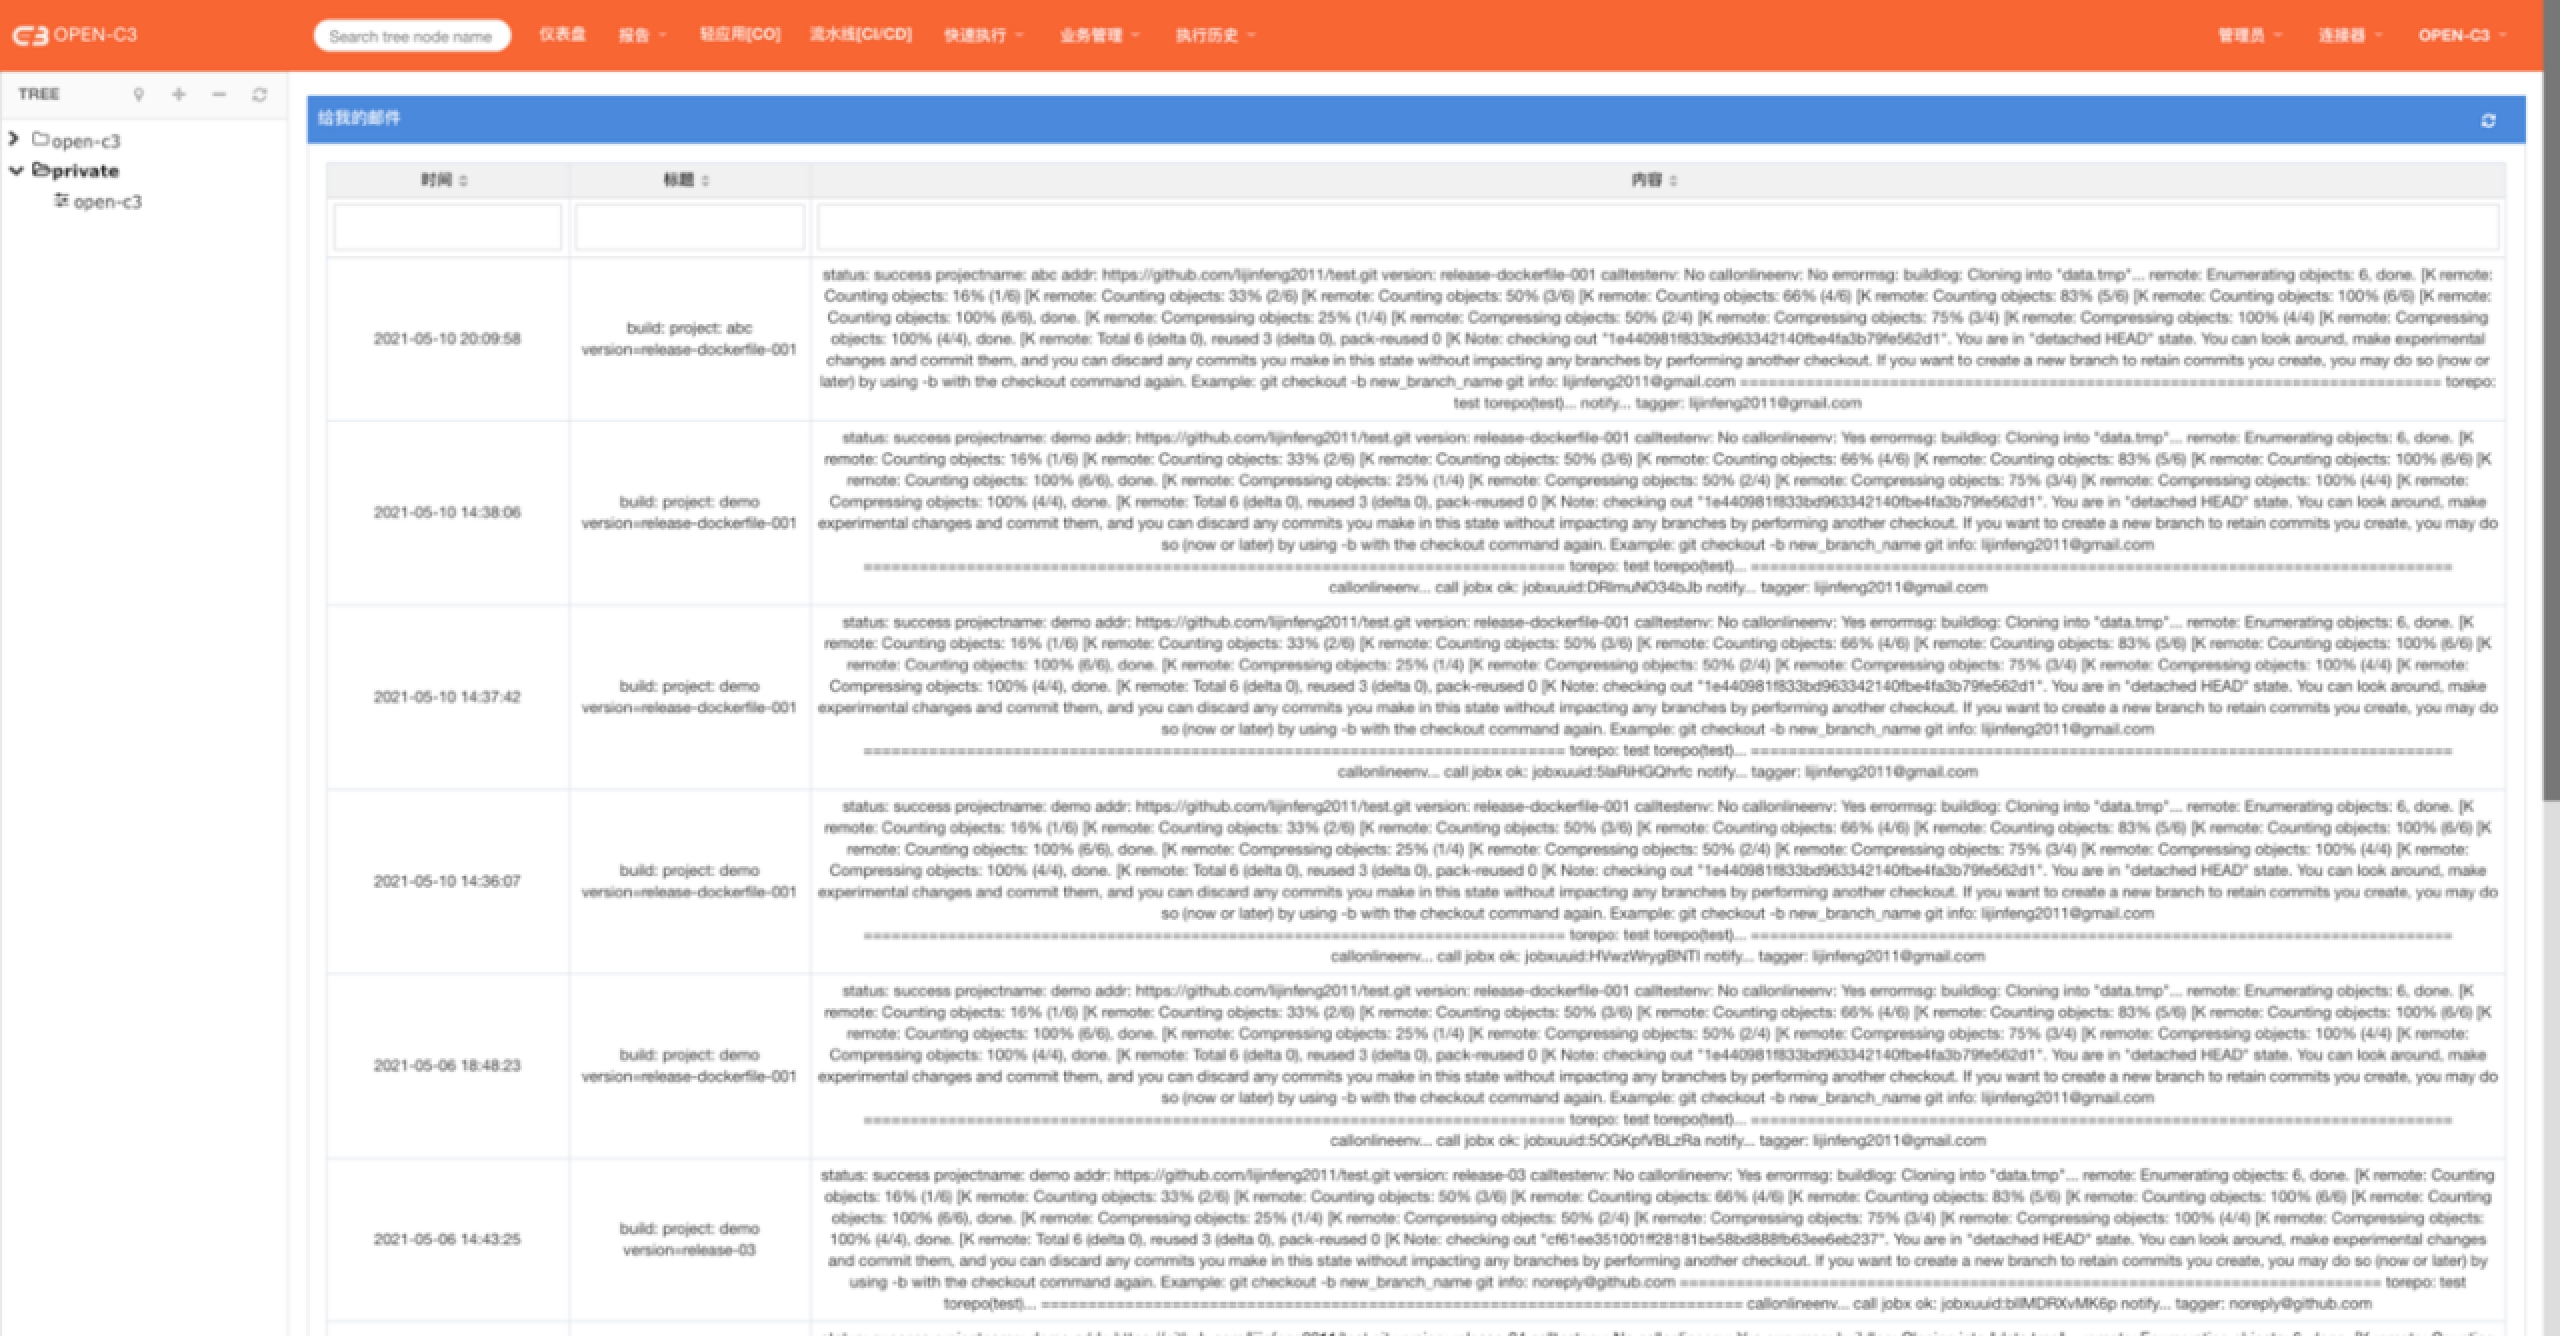 OPEN-C3
Search tree node name
仪表盘
报告
轻应用[CO]
流水线[CI/CD]
快速执行
业务管理
执行历史
管理员
连接器
OPEN-C3
TREE
open-c3
private
open-c3
给我的邮件
时间
标题
内容
2021-05-10 20:09:58
build: project: abc
version=release-dockerfile-001
status: success projectname: abc addr: https://github.com/lijinfeng2011/test.git version: release-dockerfile-001 calltestenv: No callonlineenv: No errormsg: buildlog: Cloning into "data.tmp"... remote: Enumerating objects: 6, done. [K remote:
Counting objects: 16% (1/6) [K remote: Counting objects: 33% (2/6) [K remote: Counting objects: 50% (3/6) [K remote: Counting objects: 66% (4/6) [K remote: Counting objects: 83% (5/6) [K remote: Counting objects: 100% (6/6) [K remote:
Counting objects: 100% (6/6), done. [K remote: Compressing objects: 25% (1/4) [K remote: Compressing objects: 50% (2/4) [K remote: Compressing objects: 75% (3/4) [K remote: Compressing objects: 100% (4/4) [K remote: Compressing
objects: 100% (4/4), done. [K remote: Total 6 (delta 0), reused 3 (delta 0), pack-reused 0 [K Note: checking out "1e440981f833bd963342140fbe4fa3b79fe562d1". You are in "detached HEAD" state. You can look around, make experimental
changes and commit them, and you can discard any commits you make in this state without impacting any branches by performing another checkout. If you want to create a new branch to retain commits you create, you may do so (now or
later) by using -b with the checkout command again. Example: git checkout -b new_branch_name git info: lijinfeng2011@gmail.com =========================================================================== torepo:
test torepo(test)... notify... tagger: lijinfeng2011@gmail.com
2021-05-10 14:38:06
build: project: demo
version=release-dockerfile-001
status: success projectname: demo addr: https://github.com/lijinfeng2011/test.git version: release-dockerfile-001 calltestenv: No callonlineenv: Yes errormsg: buildlog: Cloning into "data.tmp"... remote: Enumerating objects: 6, done. [K
remote: Counting objects: 16% (1/6) [K remote: Counting objects: 33% (2/6) [K remote: Counting objects: 50% (3/6) [K remote: Counting objects: 66% (4/6) [K remote: Counting objects: 83% (5/6) [K remote: Counting objects: 100% (6/6) [K
remote: Counting objects: 100% (6/6), done. [K remote: Compressing objects: 25% (1/4) [K remote: Compressing objects: 50% (2/4) [K remote: Compressing objects: 75% (3/4) [K remote: Compressing objects: 100% (4/4) [K remote:
Compressing objects: 100% (4/4), done. [K remote: Total 6 (delta 0), reused 3 (delta 0), pack-reused 0 [K Note: checking out "1e440981f833bd963342140fbe4fa3b79fe562d1". You are in "detached HEAD" state. You can look around, make
experimental changes and commit them, and you can discard any commits you make in this state without impacting any branches by performing another checkout. If you want to create a new branch to retain commits you create, you may do
so (now or later) by using -b with the checkout command again. Example: git checkout -b new_branch_name git info: lijinfeng2011@gmail.com
=========================================================================== torepo: test torepo(test)... ===========================================================================
callonlineenv... call jobx ok: jobxuuid:DRlmuNO34bJb notify... tagger: lijinfeng2011@gmail.com
2021-05-10 14:37:42
build: project: demo
version=release-dockerfile-001
status: success projectname: demo addr: https://github.com/lijinfeng2011/test.git version: release-dockerfile-001 calltestenv: No callonlineenv: Yes errormsg: buildlog: Cloning into "data.tmp"... remote: Enumerating objects: 6, done. [K
remote: Counting objects: 16% (1/6) [K remote: Counting objects: 33% (2/6) [K remote: Counting objects: 50% (3/6) [K remote: Counting objects: 66% (4/6) [K remote: Counting objects: 83% (5/6) [K remote: Counting objects: 100% (6/6) [K
remote: Counting objects: 100% (6/6), done. [K remote: Compressing objects: 25% (1/4) [K remote: Compressing objects: 50% (2/4) [K remote: Compressing objects: 75% (3/4) [K remote: Compressing objects: 100% (4/4) [K remote:
Compressing objects: 100% (4/4), done. [K remote: Total 6 (delta 0), reused 3 (delta 0), pack-reused 0 [K Note: checking out "1e440981f833bd963342140fbe4fa3b79fe562d1". You are in "detached HEAD" state. You can look around, make
experimental changes and commit them, and you can discard any commits you make in this state without impacting any branches by performing another checkout. If you want to create a new branch to retain commits you create, you may do
so (now or later) by using -b with the checkout command again. Example: git checkout -b new_branch_name git info: lijinfeng2011@gmail.com
=========================================================================== torepo: test torepo(test)... ===========================================================================
callonlineenv... call jobx ok: jobxuuid:5laRiHGQhrfc notify... tagger: lijinfeng2011@gmail.com
2021-05-10 14:36:07
build: project: demo
version=release-dockerfile-001
status: success projectname: demo addr: https://github.com/lijinfeng2011/test.git version: release-dockerfile-001 calltestenv: No callonlineenv: Yes errormsg: buildlog: Cloning into "data.tmp"... remote: Enumerating objects: 6, done. [K
remote: Counting objects: 16% (1/6) [K remote: Counting objects: 33% (2/6) [K remote: Counting objects: 50% (3/6) [K remote: Counting objects: 66% (4/6) [K remote: Counting objects: 83% (5/6) [K remote: Counting objects: 100% (6/6) [K
remote: Counting objects: 100% (6/6), done. [K remote: Compressing objects: 25% (1/4) [K remote: Compressing objects: 50% (2/4) [K remote: Compressing objects: 75% (3/4) [K remote: Compressing objects: 100% (4/4) [K remote:
Compressing objects: 100% (4/4), done. [K remote: Total 6 (delta 0), reused 3 (delta 0), pack-reused 0 [K Note: checking out "1e440981f833bd963342140fbe4fa3b79fe562d1". You are in "detached HEAD" state. You can look around, make
experimental changes and commit them, and you can discard any commits you make in this state without impacting any branches by performing another checkout. If you want to create a new branch to retain commits you create, you may do
so (now or later) by using -b with the checkout command again. Example: git checkout -b new_branch_name git info: lijinfeng2011@gmail.com
=========================================================================== torepo: test torepo(test)... ===========================================================================
callonlineenv... call jobx ok: jobxuuid:HVwzWrygBNTI notify... tagger: lijinfeng2011@gmail.com
2021-05-06 18:48:23
build: project: demo
version=release-dockerfile-001
status: success projectname: demo addr: https://github.com/lijinfeng2011/test.git version: release-dockerfile-001 calltestenv: No callonlineenv: Yes errormsg: buildlog: Cloning into "data.tmp"... remote: Enumerating objects: 6, done. [K
remote: Counting objects: 16% (1/6) [K remote: Counting objects: 33% (2/6) [K remote: Counting objects: 50% (3/6) [K remote: Counting objects: 66% (4/6) [K remote: Counting objects: 83% (5/6) [K remote: Counting objects: 100% (6/6) [K
remote: Counting objects: 100% (6/6), done. [K remote: Compressing objects: 25% (1/4) [K remote: Compressing objects: 50% (2/4) [K remote: Compressing objects: 75% (3/4) [K remote: Compressing objects: 100% (4/4) [K remote:
Compressing objects: 100% (4/4), done. [K remote: Total 6 (delta 0), reused 3 (delta 0), pack-reused 0 [K Note: checking out "1e440981f833bd963342140fbe4fa3b79fe562d1". You are in "detached HEAD" state. You can look around, make
experimental changes and commit them, and you can discard any commits you make in this state without impacting any branches by performing another checkout. If you want to create a new branch to retain commits you create, you may do
so (now or later) by using -b with the checkout command again. Example: git checkout -b new_branch_name git info: lijinfeng2011@gmail.com
=========================================================================== torepo: test torepo(test)... ===========================================================================
callonlineenv... call jobx ok: jobxuuid:5OGKpfVBLzRa notify... tagger: lijinfeng2011@gmail.com
2021-05-06 14:43:25
build: project: demo
version=release-03
status: success projectname: demo addr: https://github.com/lijinfeng2011/test.git version: release-03 calltestenv: No callonlineenv: Yes errormsg: buildlog: Cloning into "data.tmp"... remote: Enumerating objects: 6, done. [K remote: Counting
objects: 16% (1/6) [K remote: Counting objects: 33% (2/6) [K remote: Counting objects: 50% (3/6) [K remote: Counting objects: 66% (4/6) [K remote: Counting objects: 83% (5/6) [K remote: Counting objects: 100% (6/6) [K remote: Counting
objects: 100% (6/6), done. [K remote: Compressing objects: 25% (1/4) [K remote: Compressing objects: 50% (2/4) [K remote: Compressing objects: 75% (3/4) [K remote: Compressing objects: 100% (4/4) [K remote: Compressing objects:
100% (4/4), done. [K remote: Total 6 (delta 0), reused 3 (delta 0), pack-reused 0 [K Note: checking out "cf61ee351001ff28181be58bd888fb63ee6eb237". You are in "detached HEAD" state. You can look around, make experimental changes
and commit them, and you can discard any commits you make in this state without impacting any branches by performing another checkout. If you want to create a new branch to retain commits you create, you may do so (now or later) by
using -b with the checkout command again. Example: git checkout -b new_branch_name git info: noreply@github.com =========================================================================== torepo: test
torepo(test)... =========================================================================== callonlineenv... call jobx ok: jobxuuid:bllMDRXvMK6p notify... tagger: noreply@github.com